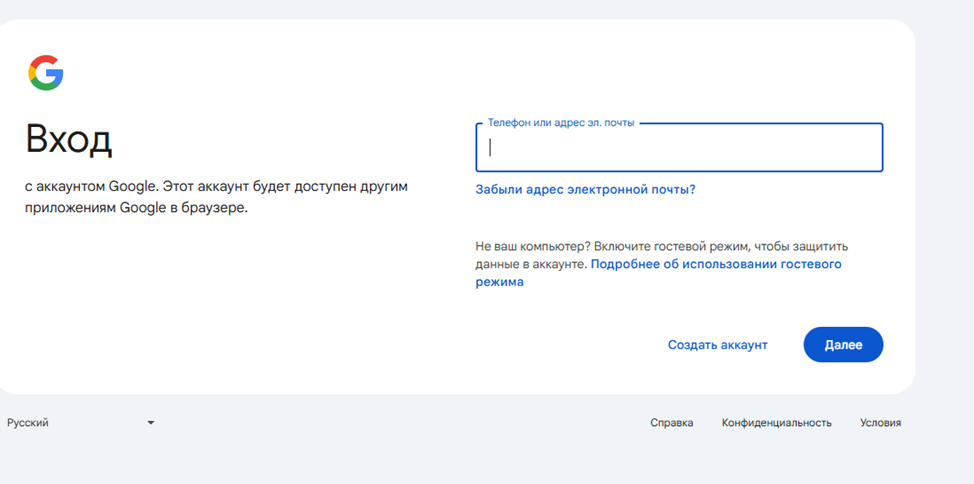 Вход
с аккаунтом Google. Этот аккаунт будет доступен другим
приложениям Google в браузере.
Телефон или адрес эл. почты
Забыли адрес электронной почты?
Не ваш компьютер? Включите гостевой режим, чтобы защитить
данные в аккаунте. Подробнее об использовании гостевого
режима
Создать аккаунт
Далее
Русский
Справка
Конфиденциальность
Условия